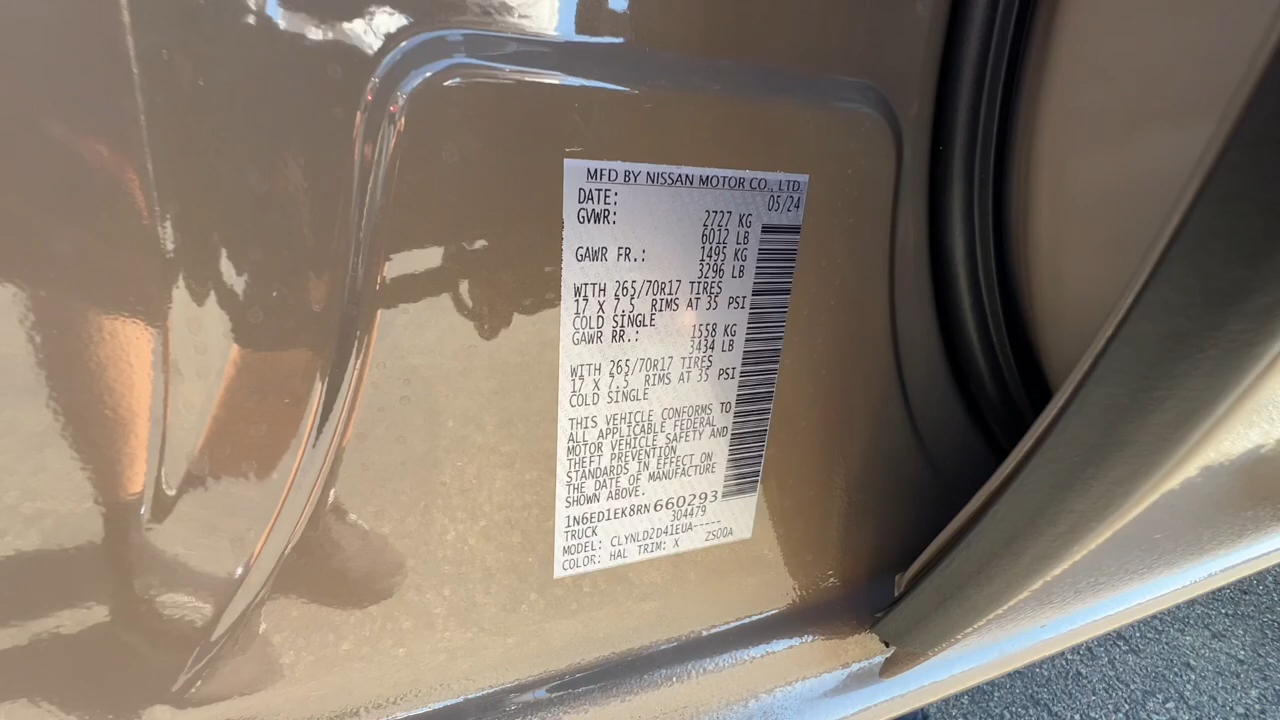 MFD BY NISSAN MOTOR CO., LTD.
DATE: 05/24
GVWR: 2727 KG
6012 LB
GAWR FR.: 1495 KG
3296 LB
WITH 265/70R17 TIRES
17 X 7.5 RIMS AT 35 PSI
COLD SINGLE
GAWR RR.: 1558 KG
3434 LB
WITH 265/70R17 TIRES
17 X 7.5 RIMS AT 35 PSI
COLD SINGLE
THIS VEHICLE CONFORMS TO
ALL APPLICABLE FEDERAL
MOTOR VEHICLE SAFETY AND
THEFT PREVENTION
STANDARDS IN EFFECT ON
THE DATE OF MANUFACTURE
SHOWN ABOVE.
1N6ED1EK8RN660293
TRUCK 304479
MODEL: CLYNLD2D41EUA-----
COLOR: HAL TRIM: X ZS00A